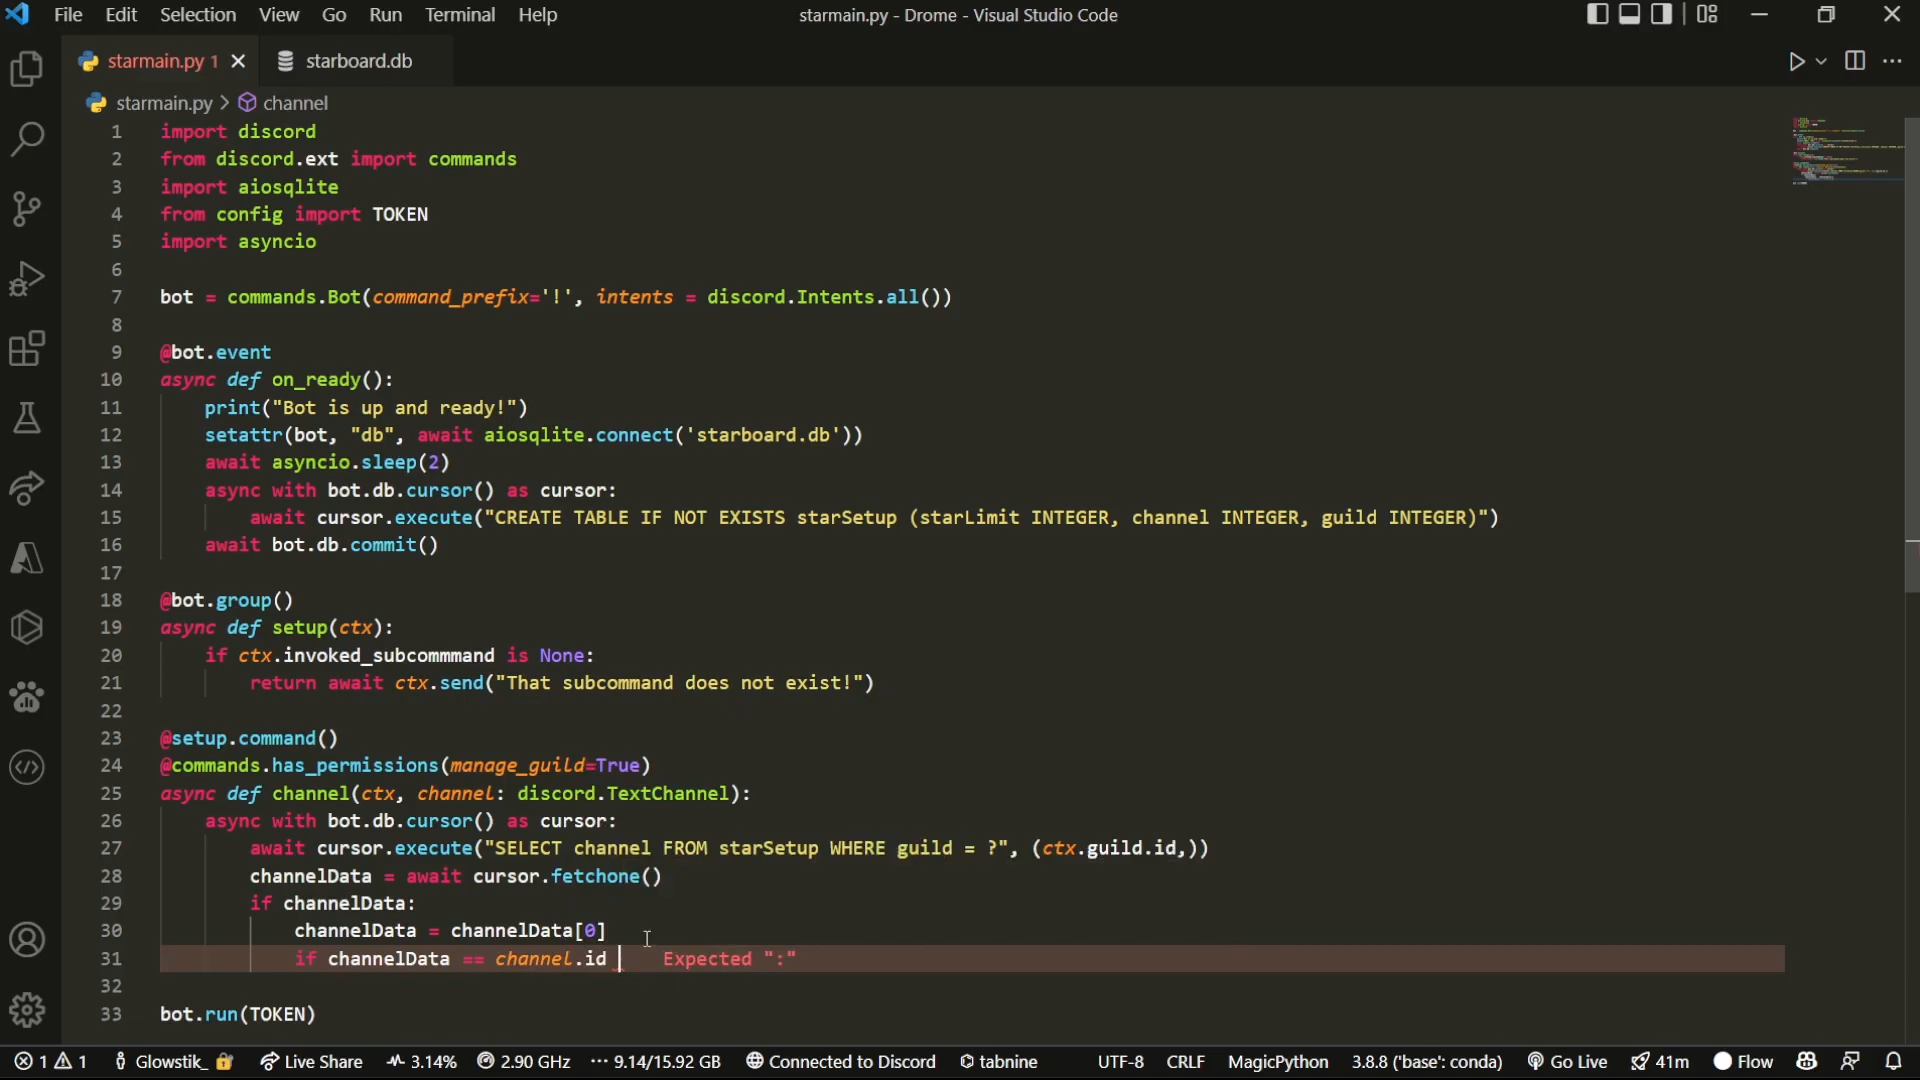 File Edit Selection View Go Run Terminal Help
starmain.py - Drome - Visual Studio Code
starmain.py 1
starboard.db
starmain.py > channel
1 import discord
2 from discord.ext import commands
3 import aiosqlite
4 from config import TOKEN
5 import asyncio
6
7 bot = commands.Bot(command_prefix='!', intents = discord.Intents.all())
8
9 @bot.event
10 async def on_ready():
11 print("Bot is up and ready!")
12 setattr(bot, "db", await aiosqlite.connect('starboard.db'))
13 await asyncio.sleep(2)
14 async with bot.db.cursor() as cursor:
15 await cursor.execute("CREATE TABLE IF NOT EXISTS starSetup (starLimit INTEGER, channel INTEGER, guild INTEGER)")
16 await bot.db.commit()
17
18 @bot.group()
19 async def setup(ctx):
20 if ctx.invoked_subcommmand is None:
21 return await ctx.send("That subcommand does not exist!")
22
23 @setup.command()
24 @commands.has_permissions(manage_guild=True)
25 async def channel(ctx, channel: discord.TextChannel):
26 async with bot.db.cursor() as cursor:
27 await cursor.execute("SELECT channel FROM starSetup WHERE guild = ?", (ctx.guild.id,))
28 channelData = await cursor.fetchone()
29 if channelData:
30 channelData = channelData[0]
31 if channelData == channel.id Expected ":"
32
33 bot.run(TOKEN)
1 1 Glowstik_ Live Share 3.14% 2.90 GHz 9.14/15.92 GB Connected to Discord tabnine UTF-8 CRLF MagicPython 3.8.8 ('base': conda) Go Live 41m Flow